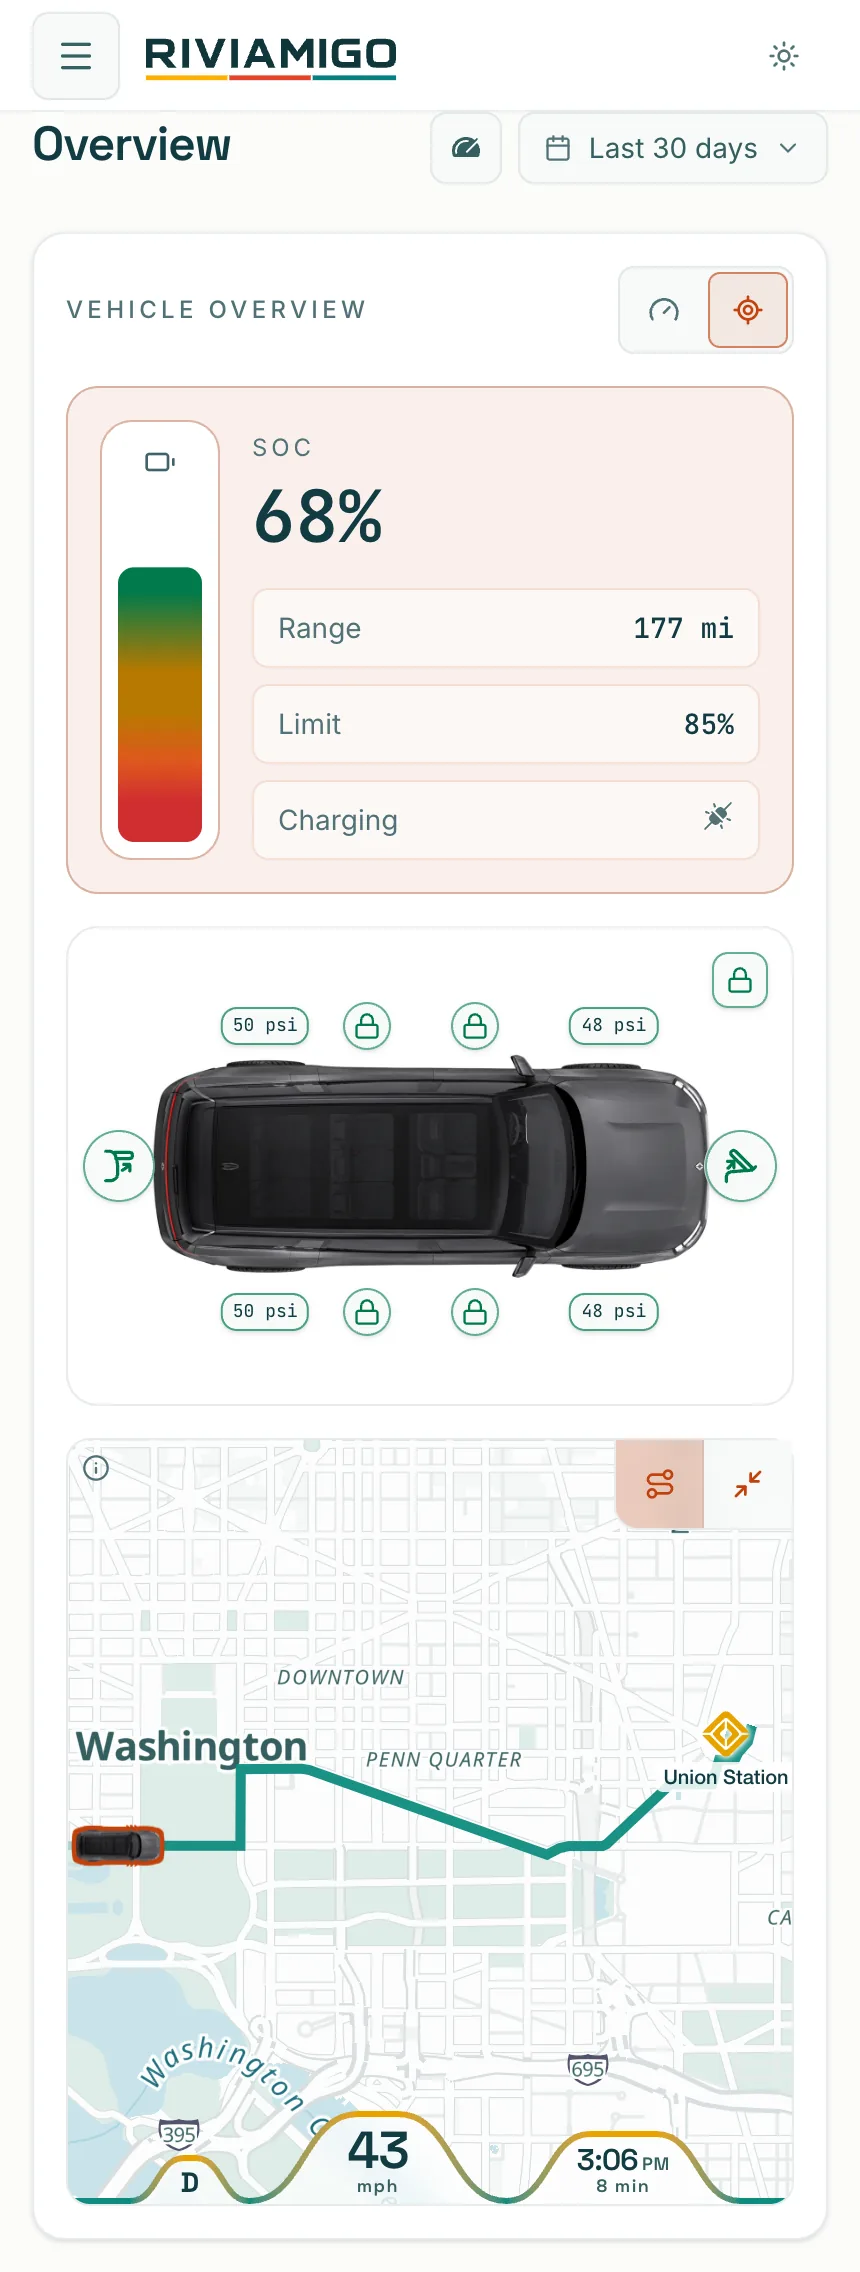 RIVIAMIGO
Overview
Last 30 days
VEHICLE OVERVIEW
SOC
68%
Range
177 mi
Limit
85%
Charging
50 psi
48 psi
50 psi
48 psi
DOWNTOWN
Washington
PENN QUARTER
Union Station
CA
Washington C
695
395
D
43
mph
3:06 PM
8 min